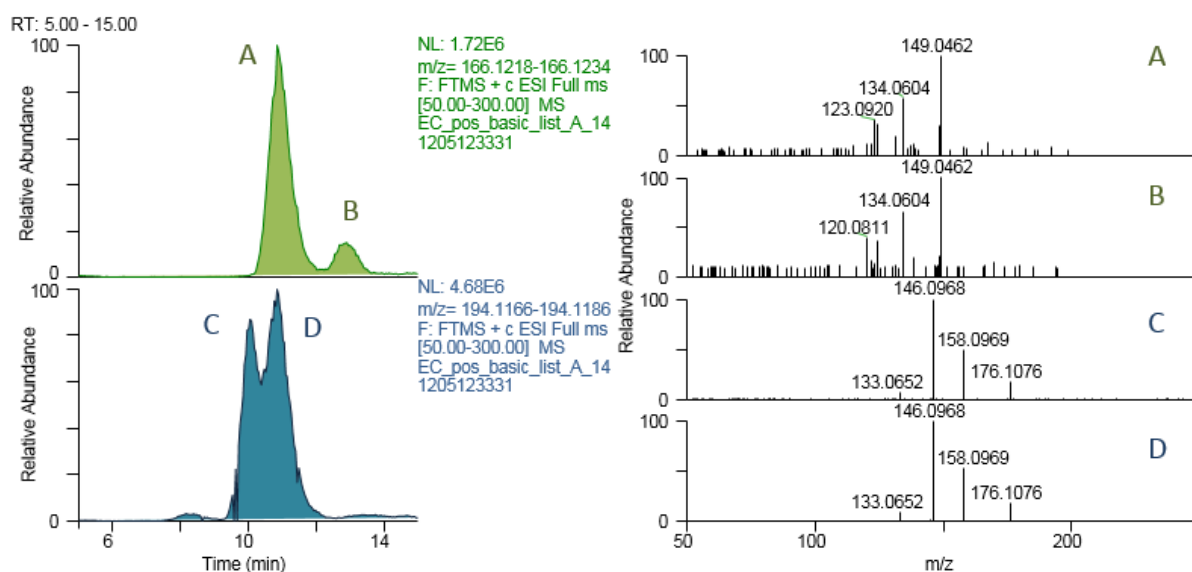 RT: 5.00 - 15.00
100
Relative Abundance
0
A
B
NL: 1.72E6
m/z= 166.1218-166.1234
F: FTMS + c ESI Full ms
[50.00-300.00] MS
EC_pos_basic_list_A_14
1205123331
100
Relative Abundance
0
C
D
NL: 4.68E6
m/z= 194.1166-194.1186
F: FTMS + c ESI Full ms
[50.00-300.00] MS
EC_pos_basic_list_A_14
1205123331
6
10
14
Time (min)
Relative Abundance
100
0
149.0462
134.0604
123.0920
A
100
0
149.0462
134.0604
120.0811
B
100
0
146.0968
158.0969
176.1076
133.0652
C
100
0
146.0968
158.0969
176.1076
133.0652
D
50
100
200
m/z